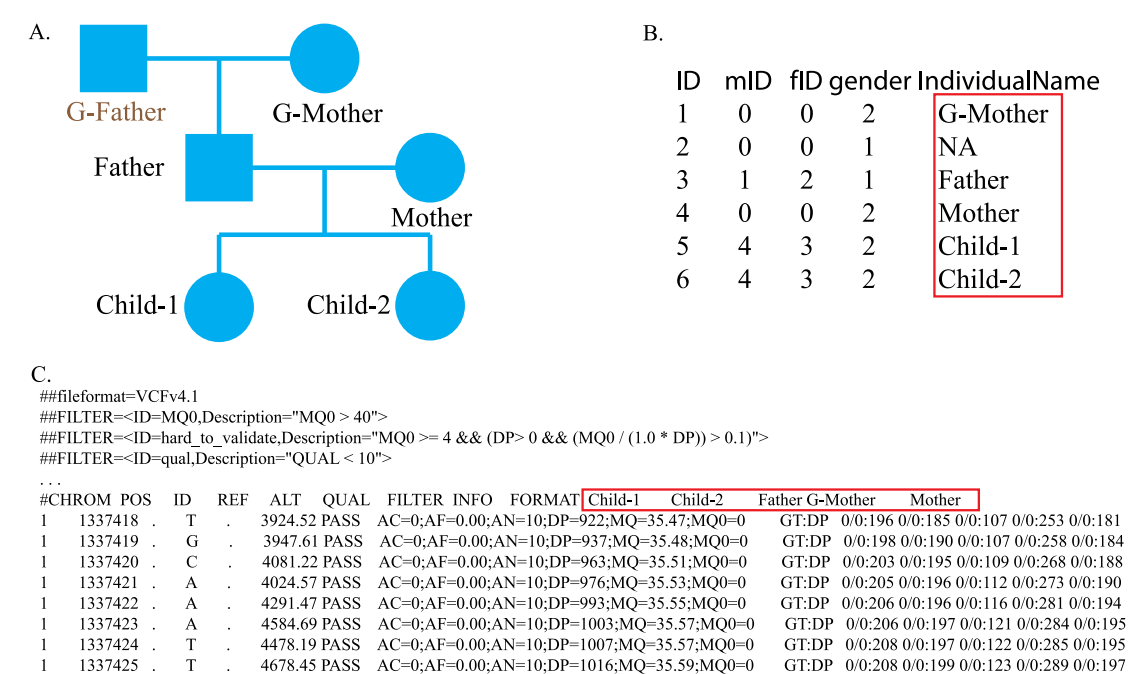 A.
G-Father
G-Mother
Father
Mother
Child-1
Child-2
B.
ID mID fID gender IndividualName
1 0 0 2 G-Mother
2 0 0 1 NA
3 1 2 1 Father
4 0 0 2 Mother
5 4 3 2 Child-1
6 4 3 2 Child-2
C.
##fileformat=VCFv4.1
##FILTER=<ID=MQ0,Description="MQ0 > 40">
##FILTER=<ID=hard_to_validate,Description="MQ0 >= 4 && (DP> 0 && (MQ0 / (1.0 * DP)) > 0.1)">
##FILTER=<ID=qual,Description="QUAL < 10">
. . .
#CHROM POS ID REF ALT QUAL FILTER INFO FORMAT Child-1 Child-2 Father G-Mother Mother
1 1337418 . T . 3924.52 PASS AC=0;AF=0.00;AN=10;DP=922;MQ=35.47;MQ0=0 GT:DP 0/0:196 0/0:185 0/0:107 0/0:253 0/0:181
1 1337419 . G . 3947.61 PASS AC=0;AF=0.00;AN=10;DP=937;MQ=35.48;MQ0=0 GT:DP 0/0:198 0/0:190 0/0:107 0/0:258 0/0:184
1 1337420 . C . 4081.22 PASS AC=0;AF=0.00;AN=10;DP=963;MQ=35.51;MQ0=0 GT:DP 0/0:203 0/0:195 0/0:109 0/0:268 0/0:188
1 1337421 . A . 4024.57 PASS AC=0;AF=0.00;AN=10;DP=976;MQ=35.53;MQ0=0 GT:DP 0/0:205 0/0:196 0/0:112 0/0:273 0/0:190
1 1337422 . A . 4291.47 PASS AC=0;AF=0.00;AN=10;DP=993;MQ=35.55;MQ0=0 GT:DP 0/0:206 0/0:196 0/0:116 0/0:281 0/0:194
1 1337423 . A . 4584.69 PASS AC=0;AF=0.00;AN=10;DP=1003;MQ=35.57;MQ0=0 GT:DP 0/0:206 0/0:197 0/0:121 0/0:284 0/0:195
1 1337424 . T . 4478.19 PASS AC=0;AF=0.00;AN=10;DP=1007;MQ=35.57;MQ0=0 GT:DP 0/0:208 0/0:197 0/0:122 0/0:285 0/0:195
1 1337425 . T . 4678.45 PASS AC=0;AF=0.00;AN=10;DP=1016;MQ=35.59;MQ0=0 GT:DP 0/0:208 0/0:199 0/0:123 0/0:289 0/0:197